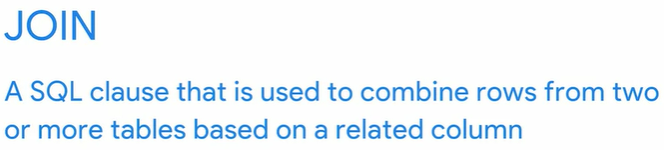 JOIN
A SQL clause that is used to combine rows from two
or more tables based on a related column